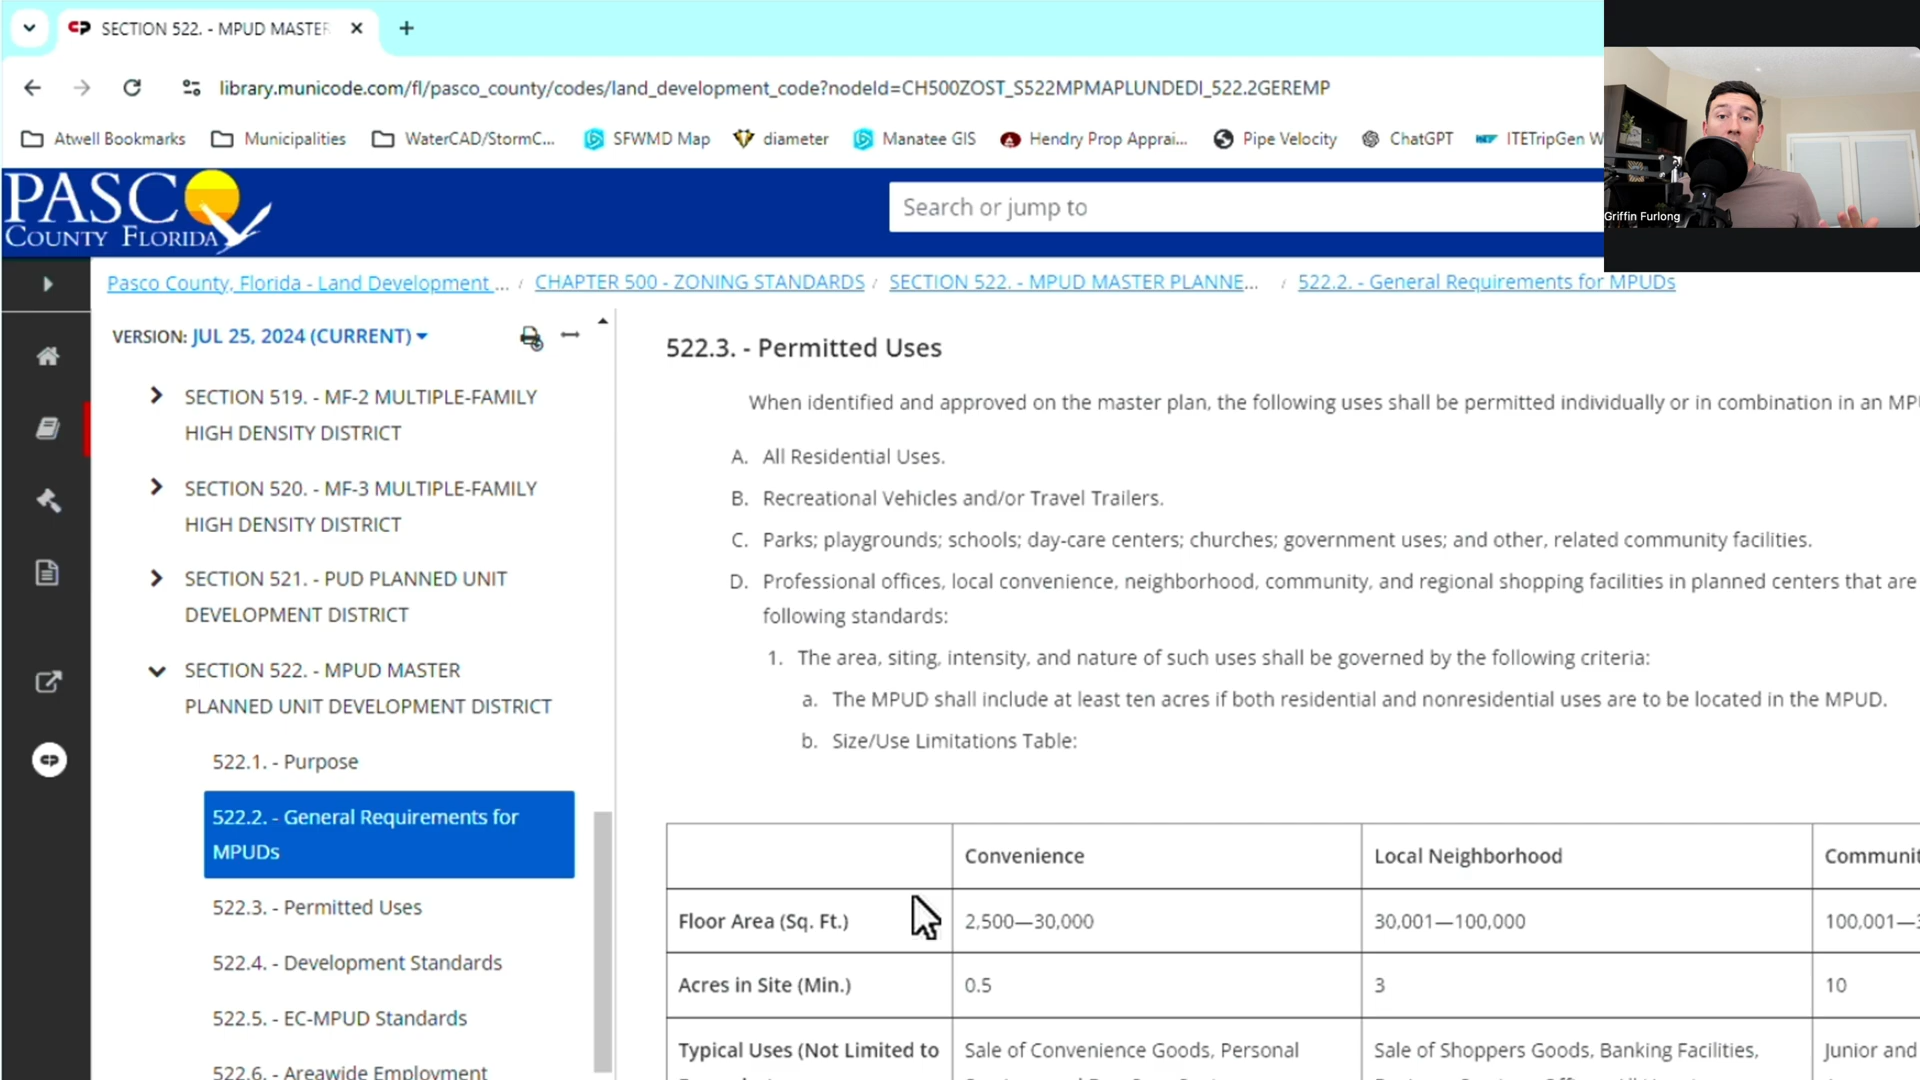 SECTION 522. - MPUD MASTER
library.municode.com/fl/pasco_county/codes/land_development_code?nodeId=CH500ZOST_S522MPMAPLUNDEDI_522.2GEREMP
Atwell Bookmarks Municipalities WaterCAD/StormC... SFWMD Map diameter Manatee GIS Hendry Prop Apprai... Pipe Velocity ChatGPT ITETripGen W
Griffin Furlong
PASCO
COUNTY FLORIDA
Search or jump to
Pasco County, Florida - Land Development ... / CHAPTER 500 - ZONING STANDARDS / SECTION 522. - MPUD MASTER PLANNE... / 522.2. - General Requirements for MPUDs
VERSION: JUL 25, 2024 (CURRENT)
SECTION 519. - MF-2 MULTIPLE-FAMILY
HIGH DENSITY DISTRICT
SECTION 520. - MF-3 MULTIPLE-FAMILY
HIGH DENSITY DISTRICT
SECTION 521. - PUD PLANNED UNIT
DEVELOPMENT DISTRICT
SECTION 522. - MPUD MASTER
PLANNED UNIT DEVELOPMENT DISTRICT
522.1. - Purpose
522.2. - General Requirements for
MPUDs
522.3. - Permitted Uses
522.4. - Development Standards
522.5. - EC-MPUD Standards
522.6. - Areawide Employment
522.3. - Permitted Uses
When identified and approved on the master plan, the following uses shall be permitted individually or in combination in an
A. All Residential Uses.
B. Recreational Vehicles and/or Travel Trailers.
C. Parks; playgrounds; schools; day-care centers; churches; government uses; and other, related community facilities.
D. Professional offices, local convenience, neighborhood, community, and regional shopping facilities in planned centers that are
following standards:
1. The area, siting, intensity, and nature of such uses shall be governed by the following criteria:
a. The MPUD shall include at least ten acres if both residential and nonresidential uses are to be located in the MPUD.
b. Size/Use Limitations Table:
Convenience Local Neighborhood
Floor Area (Sq. Ft.) 2,500—30,000 30,001—100,000 100,001—
Acres in Site (Min.) 0.5 3 10
Typical Uses (Not Limited to Sale of Convenience Goods, Personal Sale of Shoppers Goods, Banking Facilities, Junior and